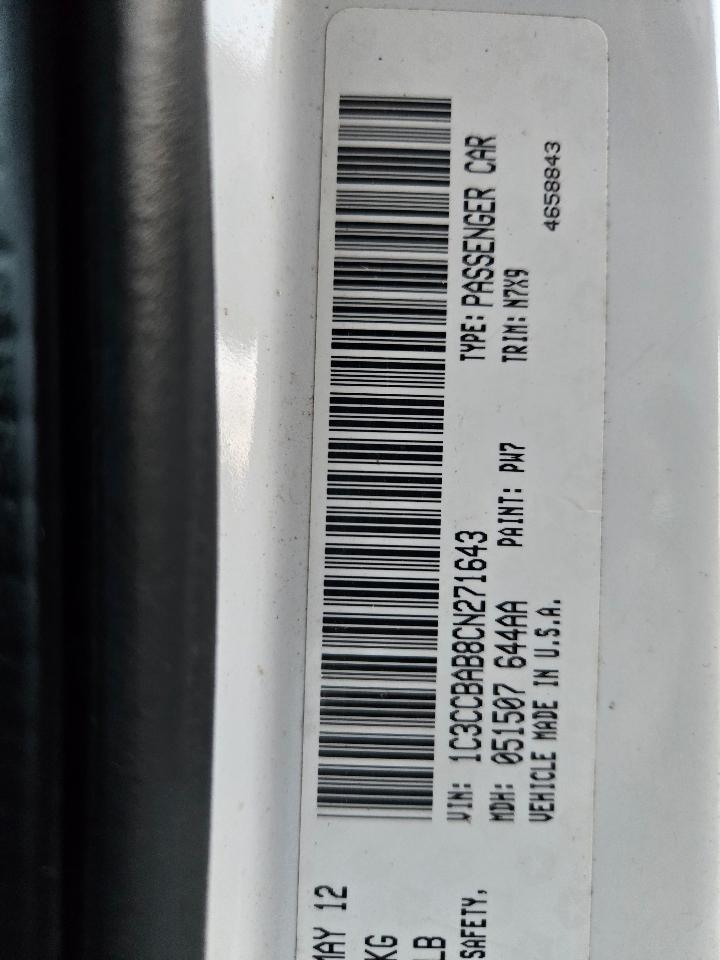 MAY 12
KG
LB
SAFETY,
VIN: 1C3CCBAB8CN271643
TYPE: PASSENGER CAR
MDH: 051507 644AA
PAINT: PW7
TRIM: N7X9
VEHICLE MADE IN U.S.A.
4658843